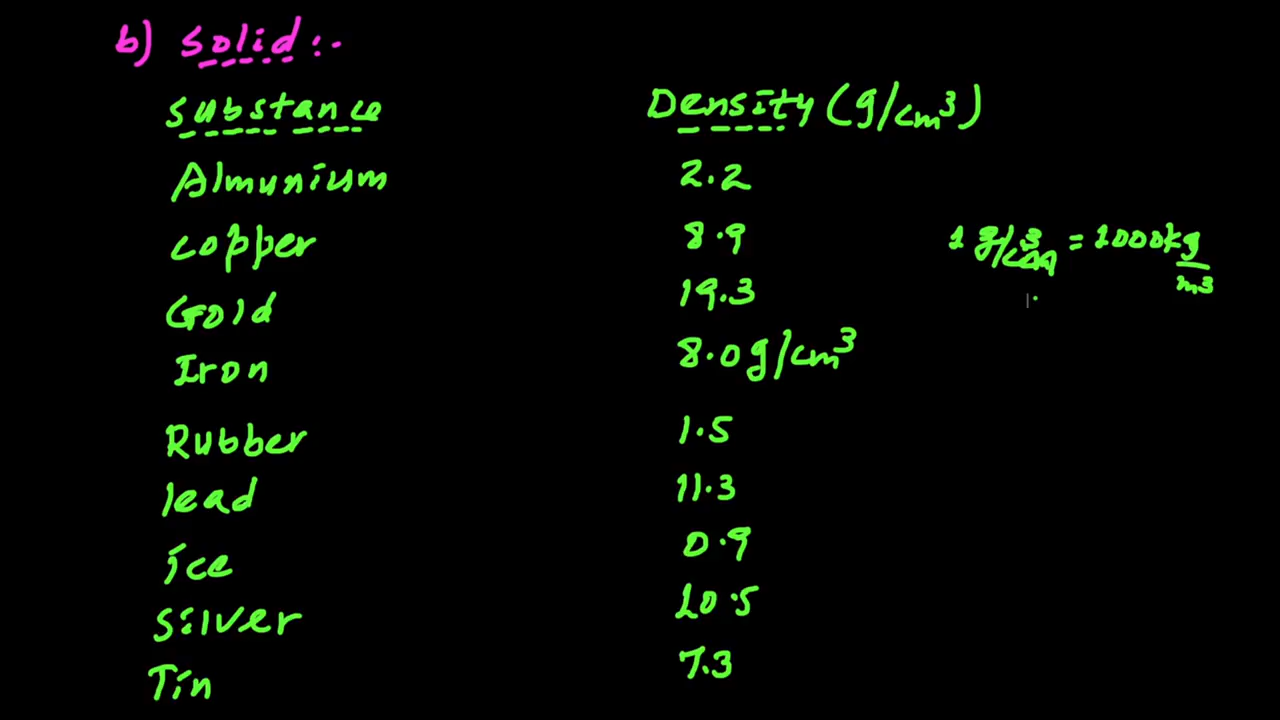 b) Solid :-
Substance Density (g/cm³)
Almunium 2.2
Copper 8.9 1 g/cm³ = 1000kg/m³
Gold 19.3
Iron 8.0g/cm³
Rubber 1.5
lead 11.3
ice 0.9
Silver 10.5
Tin 7.3